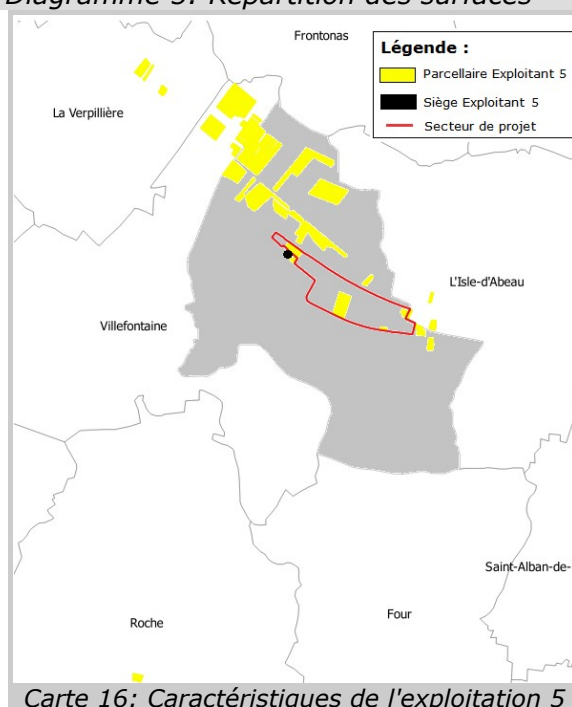 Diagramme 5: Répartition des surfaces
Frontonas
Légende :
Parcellaire Exploitant 5
Siège Exploitant 5
Secteur de projet
La Verpillière
L'Isle-d'Abeau
Villefontaine
Saint-Alban-de-
Roche
Four
Carte 16: Caractéristiques de l'exploitation 5